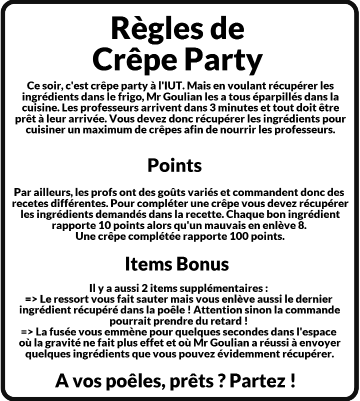 Règles de
Crêpe Party
Ce soir, c'est crêpe party à l'IUT. Mais en voulant récupérer les
ingrédients dans le frigo, Mr Goulian les a tous éparpillés dans la
cuisine. Les professeurs arrivent dans 3 minutes et tout doit être
prêt à leur arrivée. Vous devez donc récupérer les ingrédients pour
cuisiner un maximum de crêpes afin de nourrir les professeurs.
Points
Par ailleurs, les profs ont des goûts variés et commandent donc des
recetes différentes. Pour completer une crêpe vous devez récupérer
les ingrédients demandés dans la recette. Chaque bon ingrédient
rapporte 10 points alors qu'un mauvais en enlève 8.
Une crêpe complétée rapporte 100 points.
Items Bonus
Il y a aussi 2 items supplémentaires :
=> Le ressort vous fait sauter mais vous enlève aussi le dernier
ingrédient récupéré dans la poêle ! Attention sinon la commande
pourrait prendre du retard !
=> La fusée vous emmène pour quelques secondes dans l'espace
où la gravité ne fait plus effet et où Mr Goulian a réussi à envoyer
quelques ingrédients que vous pouvez évidemment récupérer.
A vos poêles, prêts ? Partez !